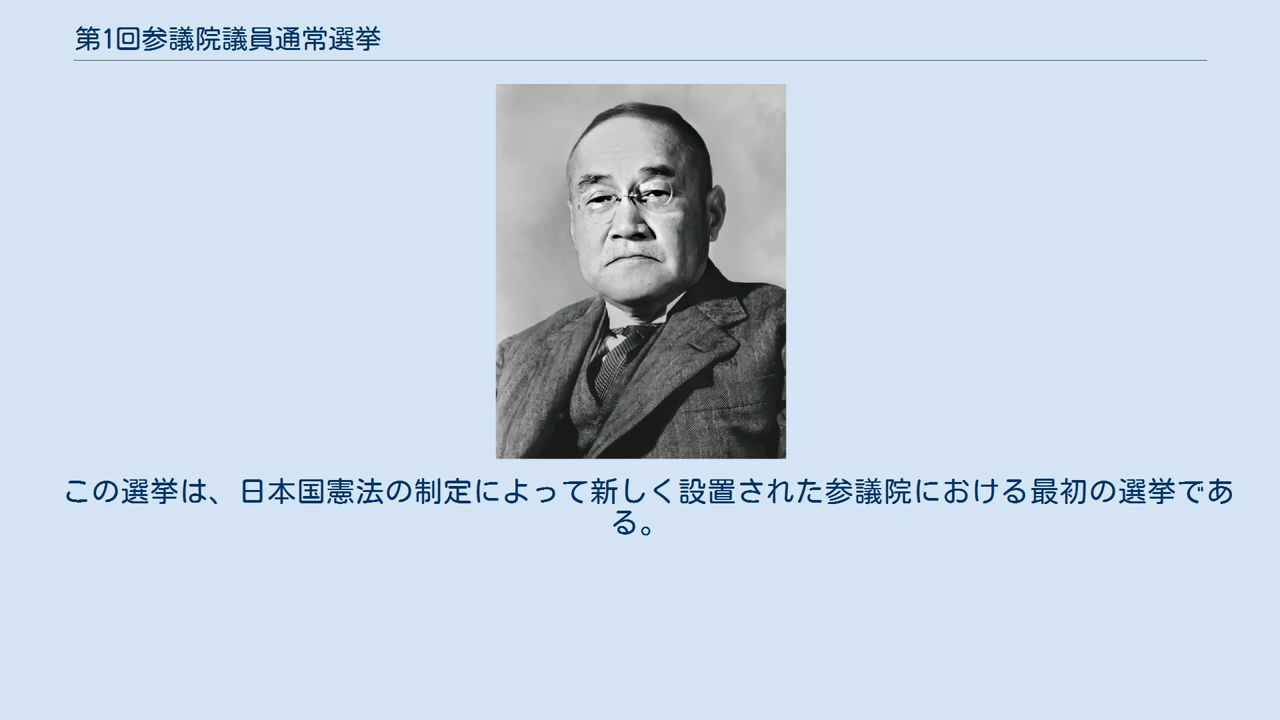 第1回参議院議員通常選挙
この選挙は、日本国憲法の制定によって新しく設置された参議院における最初の選挙であ
る。